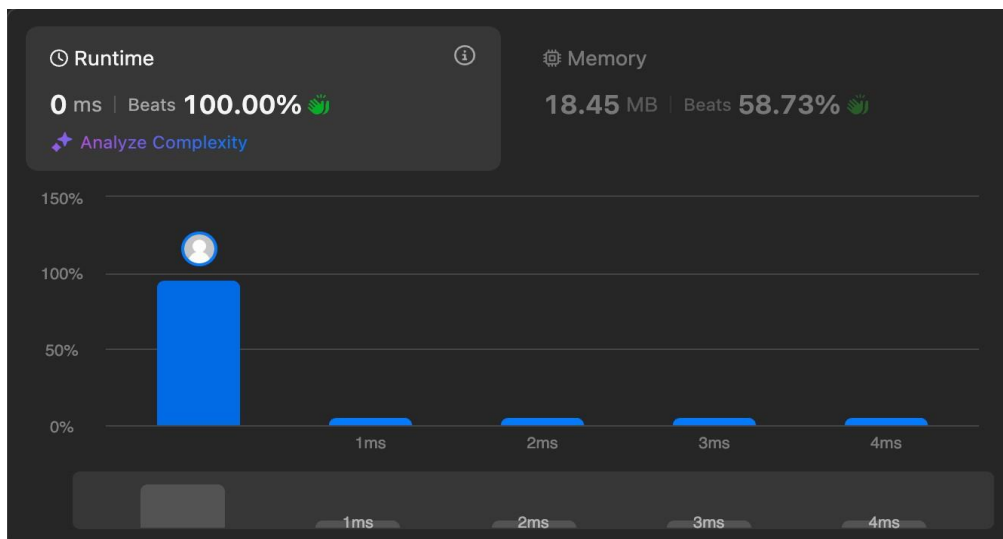 Runtime
0 ms | Beats 100.00%
Analyze Complexity
Memory
18.45 MB | Beats 58.73%
150%
100%
50%
0%
1ms 2ms 3ms 4ms
1ms 2ms 3ms 4ms